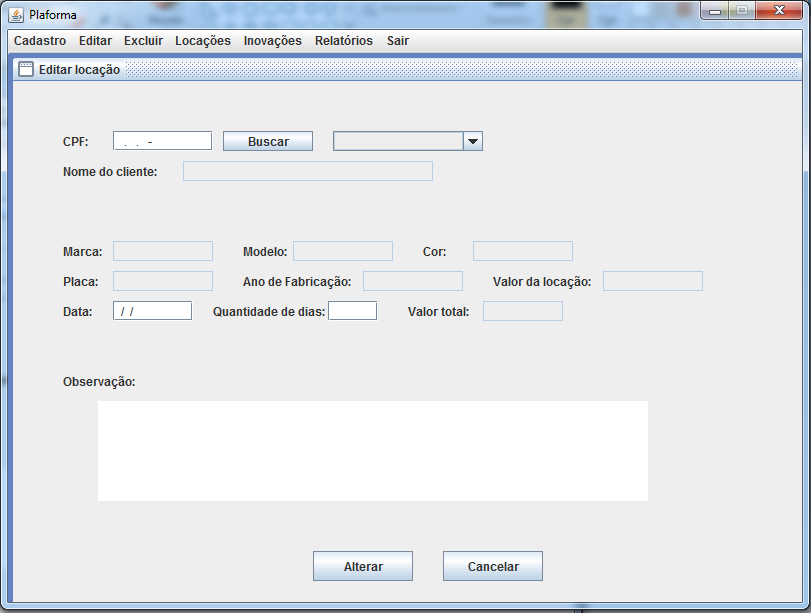 Plaforma
Cadastro Editar Excluir Locações Inovações Relatórios Sair
Editar locação
CPF: . . - Buscar
Nome do cliente:
Marca: Modelo: Cor:
Placa: Ano de Fabricação: Valor da locação:
Data: / / Quantidade de dias: Valor total:
Observação:
Alterar Cancelar